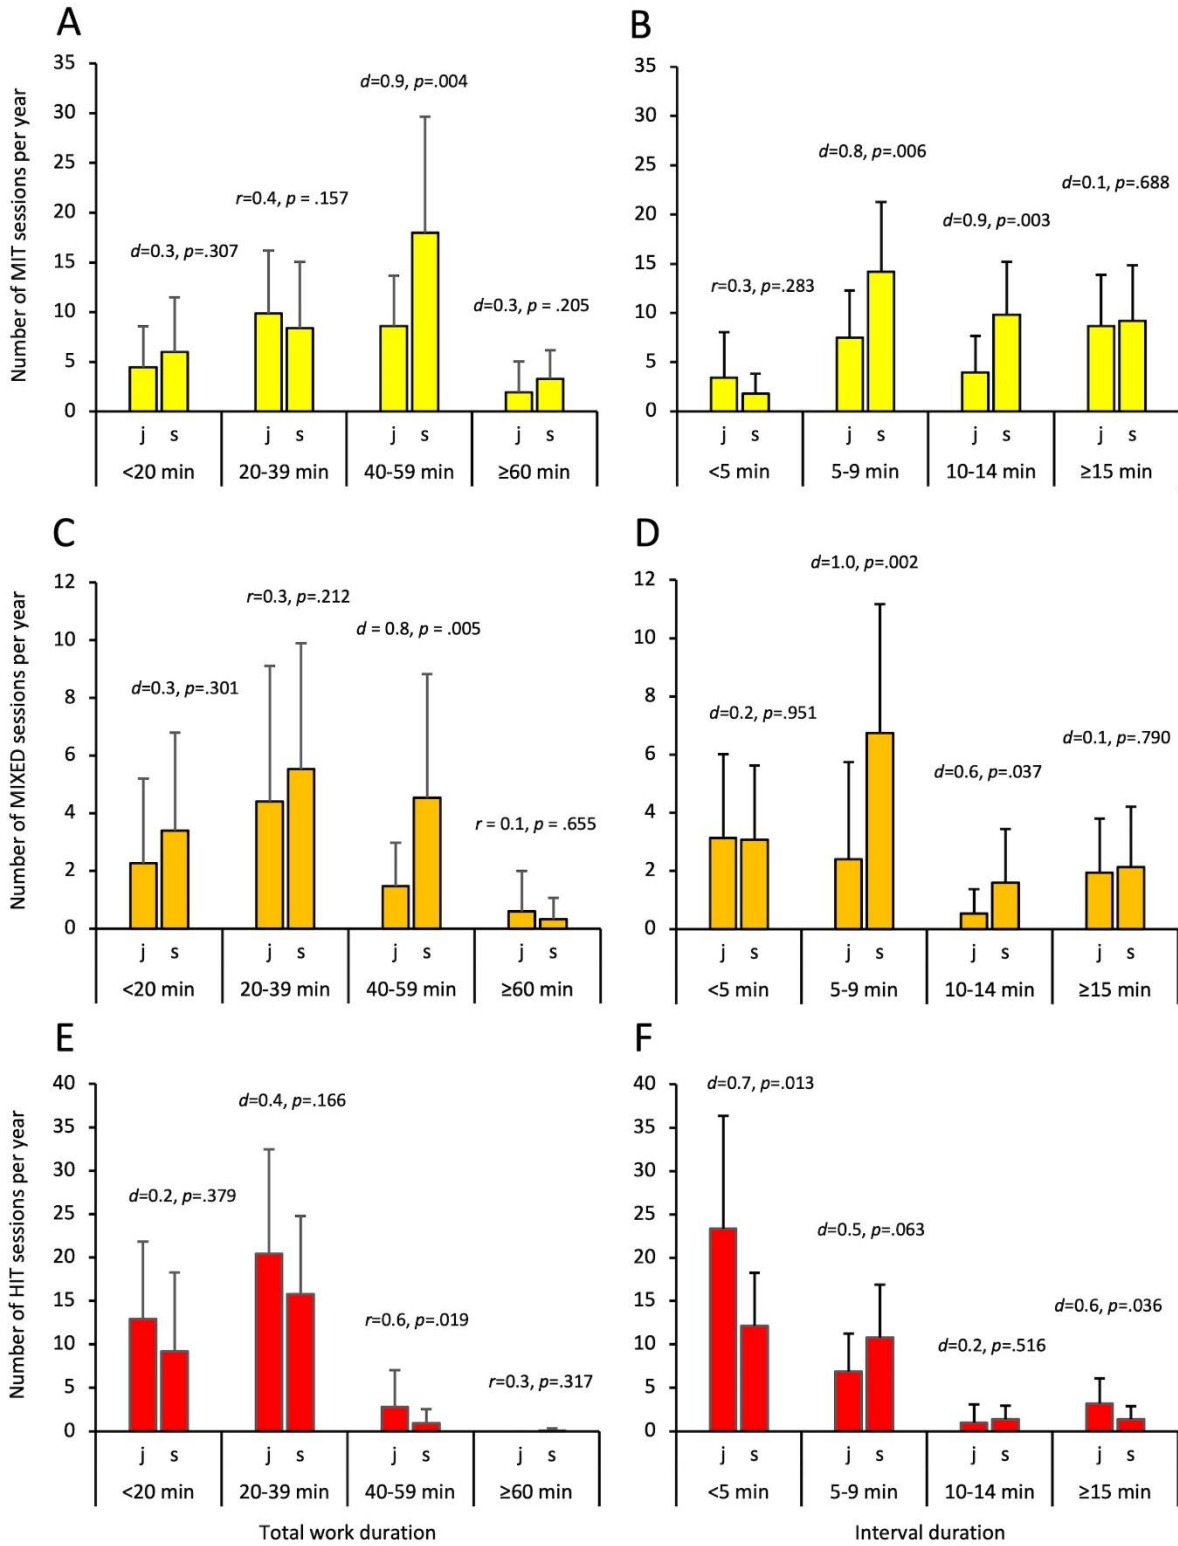 A
Number of MIT sessions per year
35
30
25
20
15
10
5
0
d=0.3, p=.307
r=0.4, p = .157
d=0.9, p=.004
d=0.3, p = .205
j s j s j s j s
<20 min 20-39 min 40-59 min ≥60 min
B
35
30
25
20
15
10
5
0
r=0.3, p=.283
d=0.8, p=.006
d=0.9, p=.003
d=0.1, p=.688
j s j s j s j s
<5 min 5-9 min 10-14 min ≥15 min
C
Number of MIXED sessions per year
12
10
8
6
4
2
0
d=0.3, p=.301
r=0.3, p=.212
d = 0.8, p = .005
r = 0.1, p = .655
j s j s j s j s
<20 min 20-39 min 40-59 min ≥60 min
D
12
10
8
6
4
2
0
d=0.2, p=.951
d=1.0, p=.002
d=0.6, p=.037
d=0.1, p=.790
j s j s j s j s
<5 min 5-9 min 10-14 min ≥15 min
E
Number of HIT sessions per year
40
35
30
25
20
15
10
5
0
d=0.2, p=.379
d=0.4, p=.166
r=0.6, p=.019
r=0.3, p=.317
j s j s j s j s
<20 min 20-39 min 40-59 min ≥60 min
Total work duration
F
40
35
30
25
20
15
10
5
0
d=0.7, p=.013
d=0.5, p=.063
d=0.2, p=.516
d=0.6, p=.036
j s j s j s j s
<5 min 5-9 min 10-14 min ≥15 min
Interval duration